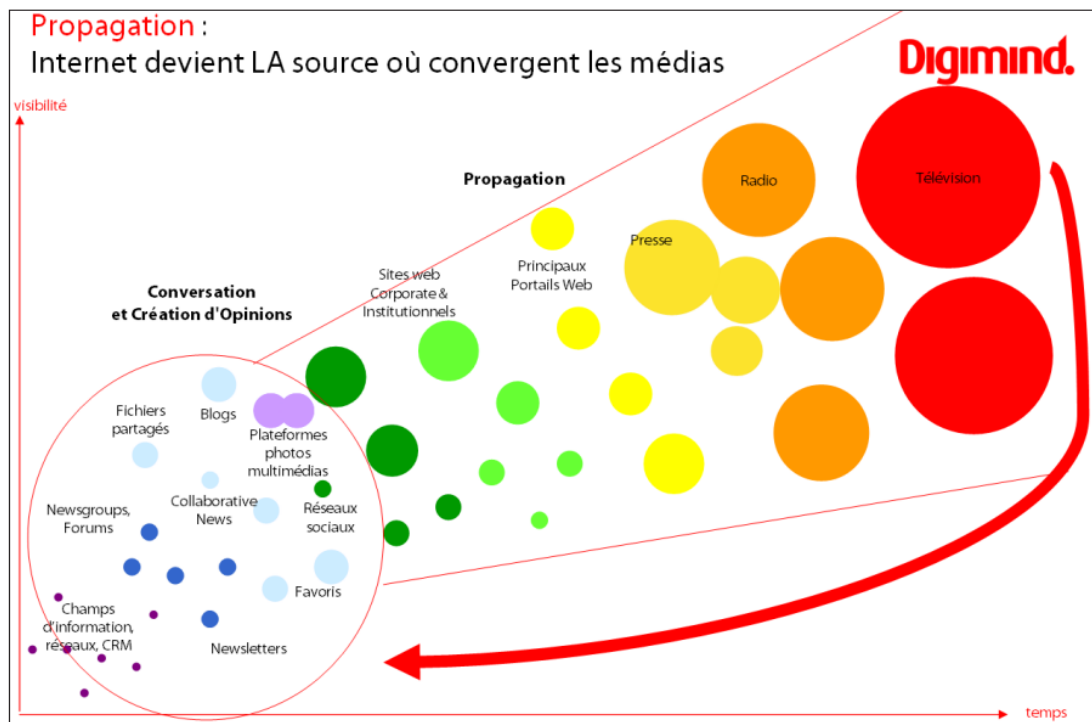 Propagation :
Internet devient LA source où convergent les médias
Digimind.
visibilité
Propagation
Radio
Télévision
Presse
Principaux
Portails Web
Sites web
Corporate &
Institutionnels
Conversation
et Création d'Opinions
Blogs
Fichiers
partagés
Plateformes
photos
multimédias
Collaborative
News
Réseaux
sociaux
Newsgroups,
Forums
Favoris
Champs
d'information,
réseaux, CRM
Newsletters
temps